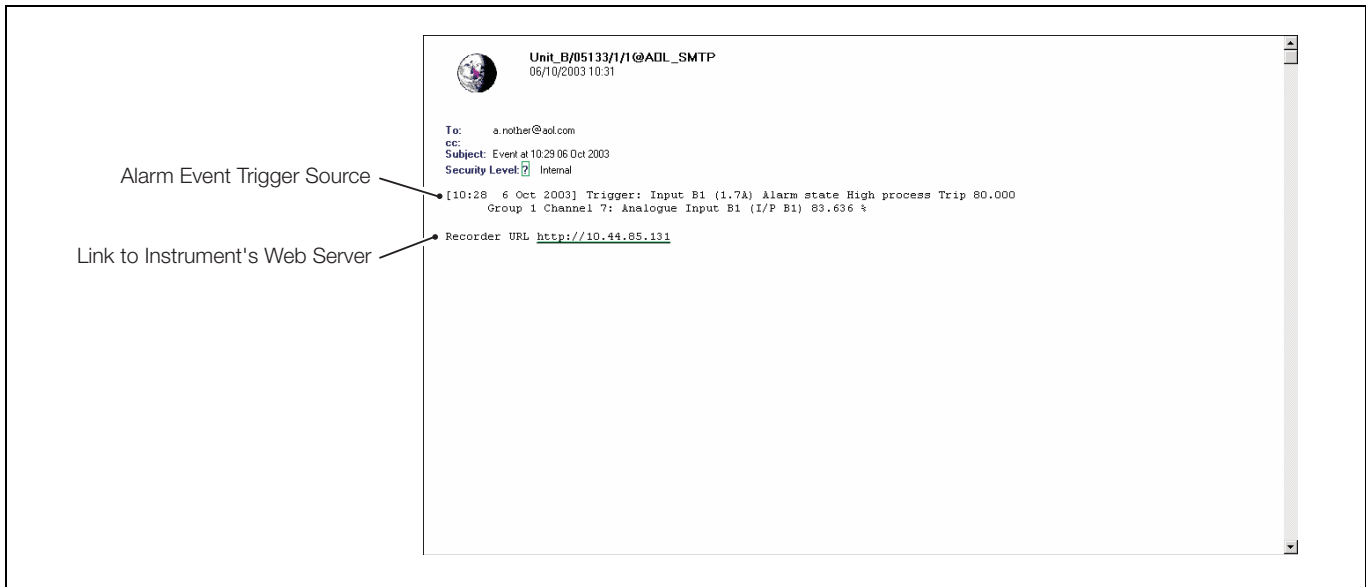 Unit_B/05133/1/1@AOL_SMTP
06/10/2003 10:31
To: a.nother@aol.com
cc:
Subject: Event at 10:29 06 Oct 2003
Security Level: ? Internal
Alarm Event Trigger Source
[10:28 6 Oct 2003] Trigger: Input B1 (1.7A) Alarm state High process Trip 80.000
Group 1 Channel 7: Analogue Input B1 (I/P B1) 83.636 %
Link to Instrument's Web Server
Recorder URL http://10.44.85.131